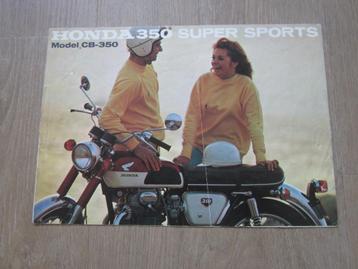 HONDA 350 SUPER SPORTS
Model CB-350
HONDA
350